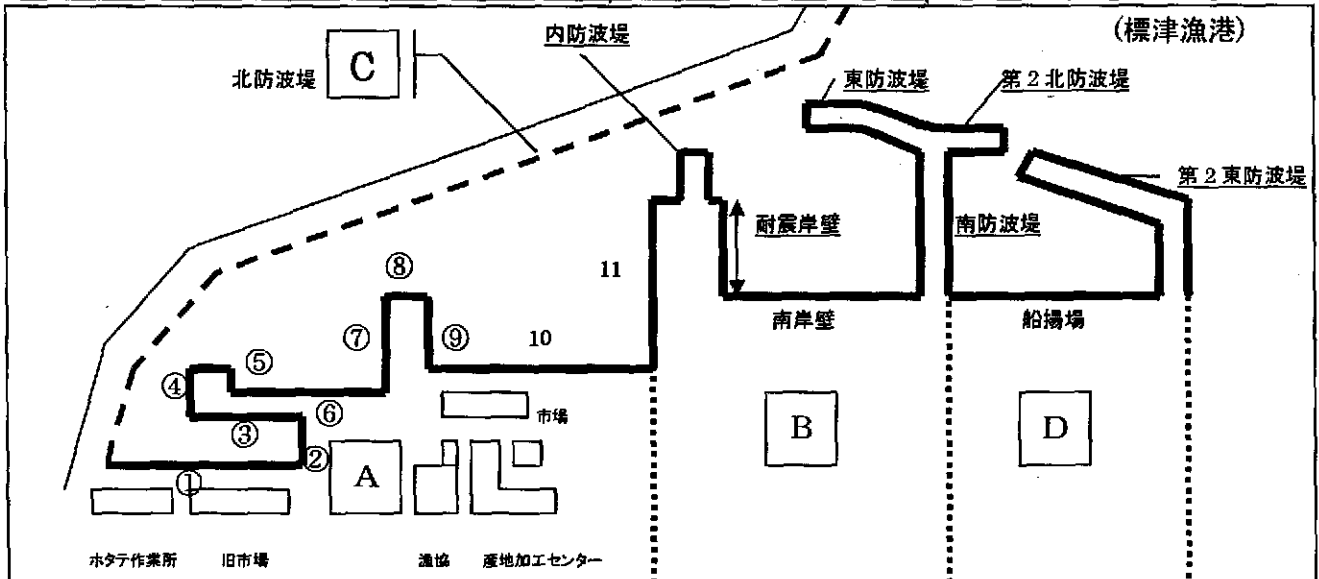 (標津漁港)
内防波堤
北防波堤
C
東防波堤
第2北防波堤
第2東防波堤
耐震岸壁
南防波堤
⑧
11
南岸壁
船揚場
⑦
⑨
10
⑤
④
⑥
市場
③
B
D
②
A
①
ホタテ作業所
旧市場
漁協
産地加工センター